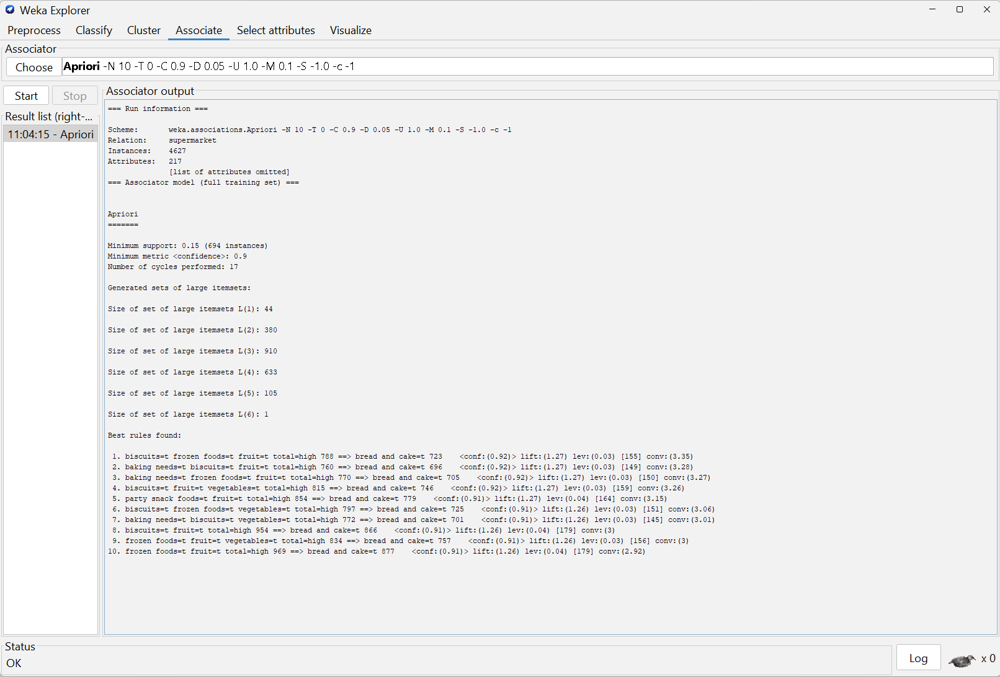 Weka Explorer
Preprocess Classify Cluster Associate Select attributes Visualize
Associator
Choose Apriori -N 10 -T 0 -C 0.9 -D 0.05 -U 1.0 -M 0.1 -S -1.0 -c -1
Start Stop
Result list (right-...
11:04:15 - Apriori
Associator output
=== Run information ===
Scheme: weka.associations.Apriori -N 10 -T 0 -C 0.9 -D 0.05 -U 1.0 -M 0.1 -S -1.0 -c -1
Relation: supermarket
Instances: 4627
Attributes: 217
[list of attributes omitted]
=== Associator model (full training set) ===
Apriori
=======
Minimum support: 0.15 (694 instances)
Minimum metric <confidence>: 0.9
Number of cycles performed: 17
Generated sets of large itemsets:
Size of set of large itemsets L(1): 44
Size of set of large itemsets L(2): 380
Size of set of large itemsets L(3): 910
Size of set of large itemsets L(4): 633
Size of set of large itemsets L(5): 105
Size of set of large itemsets L(6): 1
Best rules found:
1. biscuits=t frozen foods=t fruit=t total=high 788 ==> bread and cake=t 723 <conf:(0.92)> lift:(1.27) lev:(0.03) [155] conv:(3.35)
2. baking needs=t biscuits=t fruit=t total=high 760 ==> bread and cake=t 696 <conf:(0.92)> lift:(1.27) lev:(0.03) [149] conv:(3.28)
3. baking needs=t frozen foods=t fruit=t total=high 770 ==> bread and cake=t 705 <conf:(0.92)> lift:(1.27) lev:(0.03) [150] conv:(3.27)
4. biscuits=t fruit=t vegetables=t total=high 815 ==> bread and cake=t 746 <conf:(0.92)> lift:(1.27) lev:(0.03) [159] conv:(3.26)
5. party snack foods=t fruit=t total=high 854 ==> bread and cake=t 779 <conf:(0.91)> lift:(1.27) lev:(0.04) [164] conv:(3.15)
6. biscuits=t frozen foods=t vegetables=t total=high 797 ==> bread and cake=t 725 <conf:(0.91)> lift:(1.26) lev:(0.03) [151] conv:(3.06)
7. baking needs=t biscuits=t vegetables=t total=high 772 ==> bread and cake=t 701 <conf:(0.91)> lift:(1.26) lev:(0.03) [145] conv:(3.01)
8. biscuits=t fruit=t total=high 954 ==> bread and cake=t 866 <conf:(0.91)> lift:(1.26) lev:(0.04) [179] conv:(3)
9. frozen foods=t fruit=t vegetables=t total=high 834 ==> bread and cake=t 757 <conf:(0.91)> lift:(1.26) lev:(0.03) [156] conv:(3)
10. frozen foods=t fruit=t total=high 969 ==> bread and cake=t 877 <conf:(0.91)> lift:(1.26) lev:(0.04) [179] conv:(2.92)
Status
OK
Log
x 0